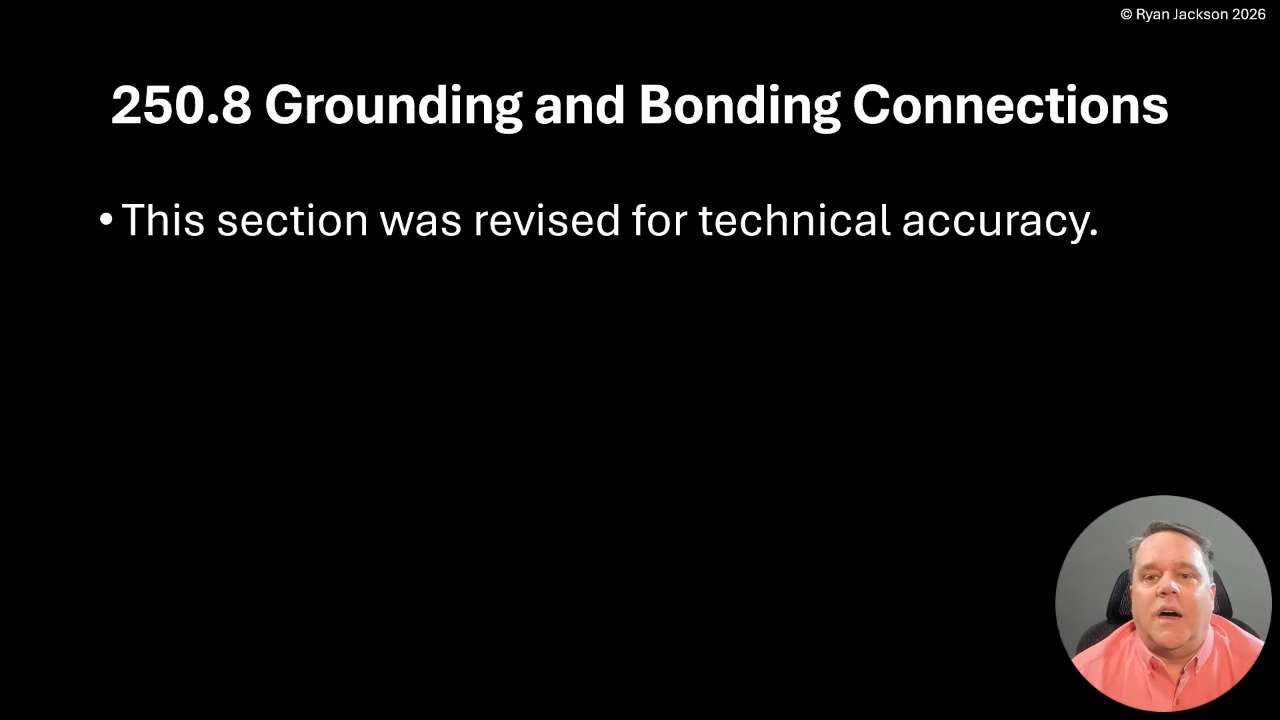 © Ryan Jackson 2026
250.8 Grounding and Bonding Connections
• This section was revised for technical accuracy.